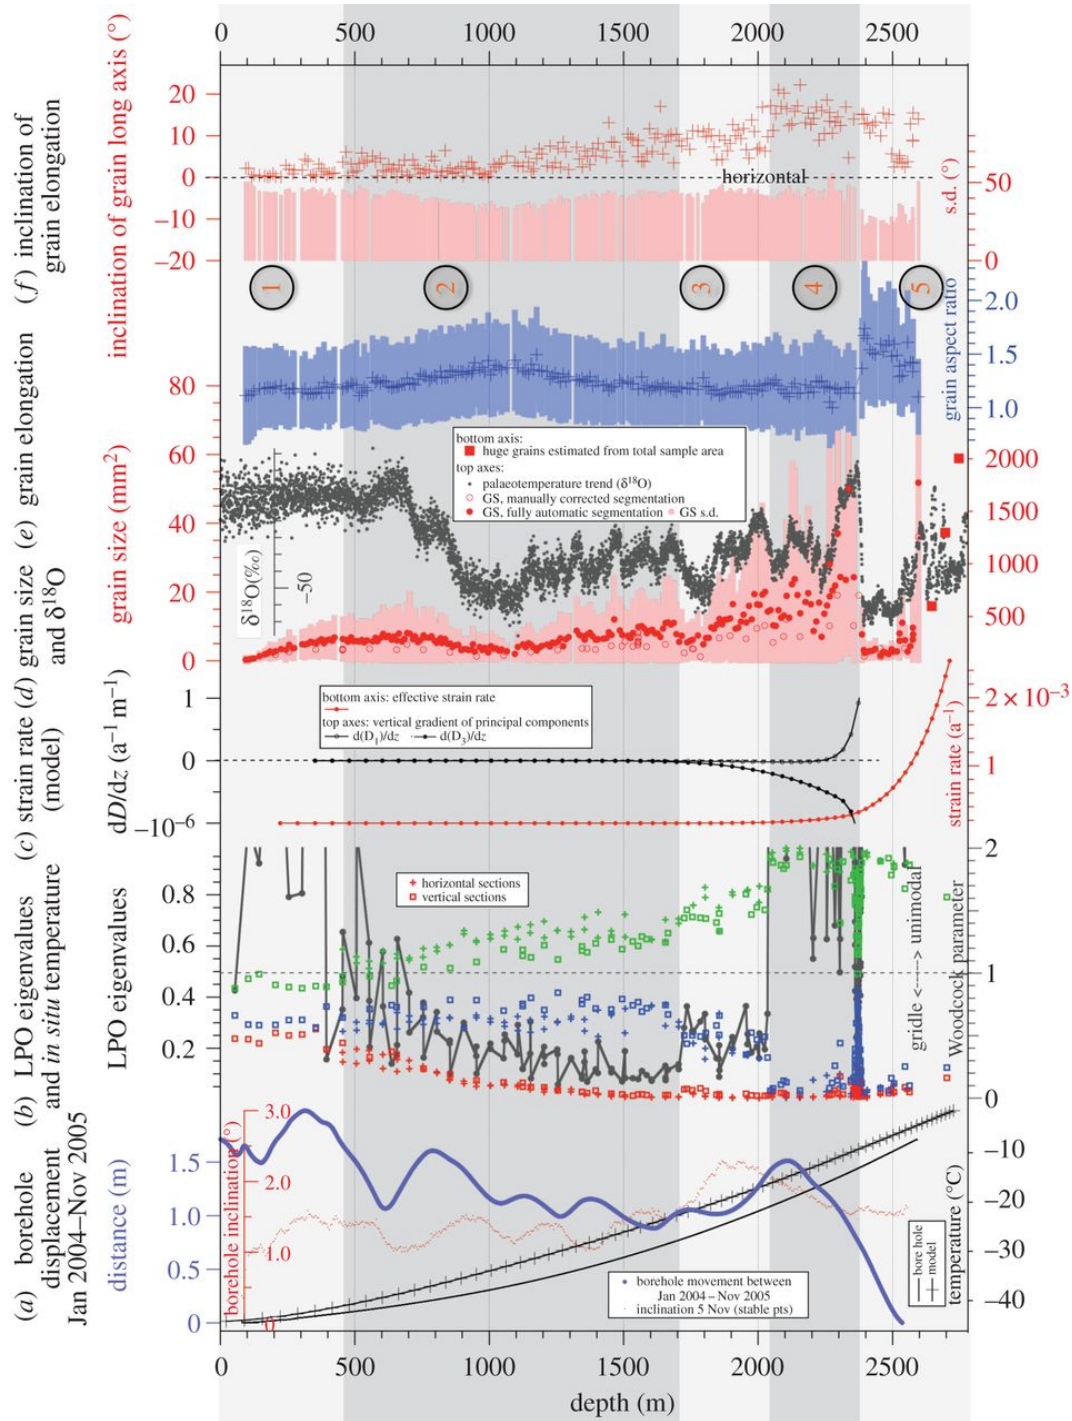 0 500 1000 1500 2000 2500
(f) inclination of
grain elongation
inclination of grain long axis (°)
20
10
0
−10
−20
horizontal
50
0
s.d. (°)
1 2 3 4 5
(e) grain elongation
2.0
1.5
1.0
grain aspect ratio
(d) grain size
and δ18O
grain size (mm2)
80
60
40
20
0
δ18O(‰)
−50
bottom axis:
huge grains estimated from total sample area
top axes:
palaeotemperature trend (δ18O)
GS, manually corrected segmentation
GS, fully automatic segmentation GS s.d.
2000
1500
1000
500
(c) strain rate
(model)
dD/dz (a−1 m−1)
1
0
−10−6
bottom axis: effective strain rate
top axes: vertical gradient of principal components
d(D1)/dz d(D3)/dz
2 × 10−3
1
strain rate (a−1)
(b) LPO eigenvalues
and in situ temperature
LPO eigenvalues
0.8
0.6
0.4
0.2
horizontal sections
vertical sections
gridle <-----> unimodal
2
1
0
Woodcock parameter
(a) borehole
displacement
Jan 2004–Nov 2005
distance (m)
1.5
1.0
0.5
0
borehole inclination (°)
3.0
2.0
1.0
0
borehole movement between
Jan 2004 – Nov 2005
inclination 5 Nov (stable pts)
bore hole
model
−10
−20
−30
−40
temperature (°C)
0 500 1000 1500 2000 2500
depth (m)